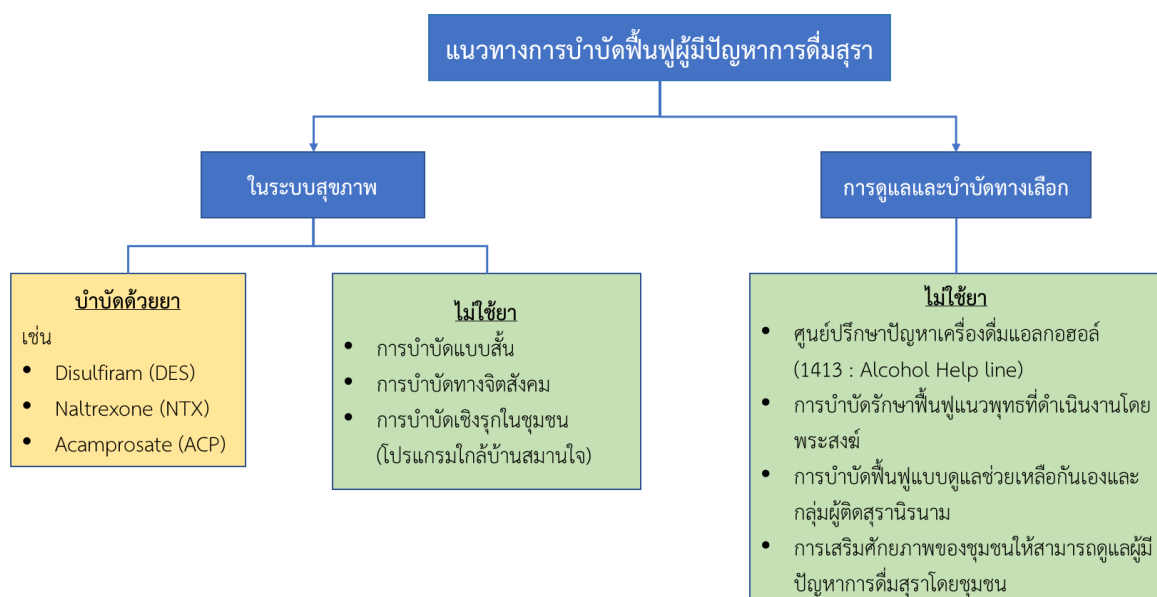 แนวทางการบำบัดฟื้นฟูผู้มีปัญหาการดื่มสุรา
ในระบบสุขภาพ
การดูแลและบำบัดทางเลือก
บำบัดด้วยยา
เช่น
• Disulfiram (DES)
• Naltrexone (NTX)
• Acamprosate (ACP)
ไม่ใช้ยา
• การบำบัดแบบสั้น
• การบำบัดทางจิตสังคม
• การบำบัดเชิงรุกในชุมชน
(โปรแกรมใกล้บ้านสมานใจ)
ไม่ใช้ยา
• ศูนย์ปรึกษาปัญหาเครื่องดื่มแอลกอฮอล์
(1413 : Alcohol Help line)
• การบำบัดรักษาฟื้นฟูแนวพุทธที่ดำเนินงานโดย
พระสงฆ์
• การบำบัดฟื้นฟูแบบดูแลช่วยเหลือกันเองและ
กลุ่มผู้ติดสุรานิรนาม
• การเสริมศักยภาพของชุมชนให้สามารถดูแลผู้มี
ปัญหาการดื่มสุราโดยชุมชน